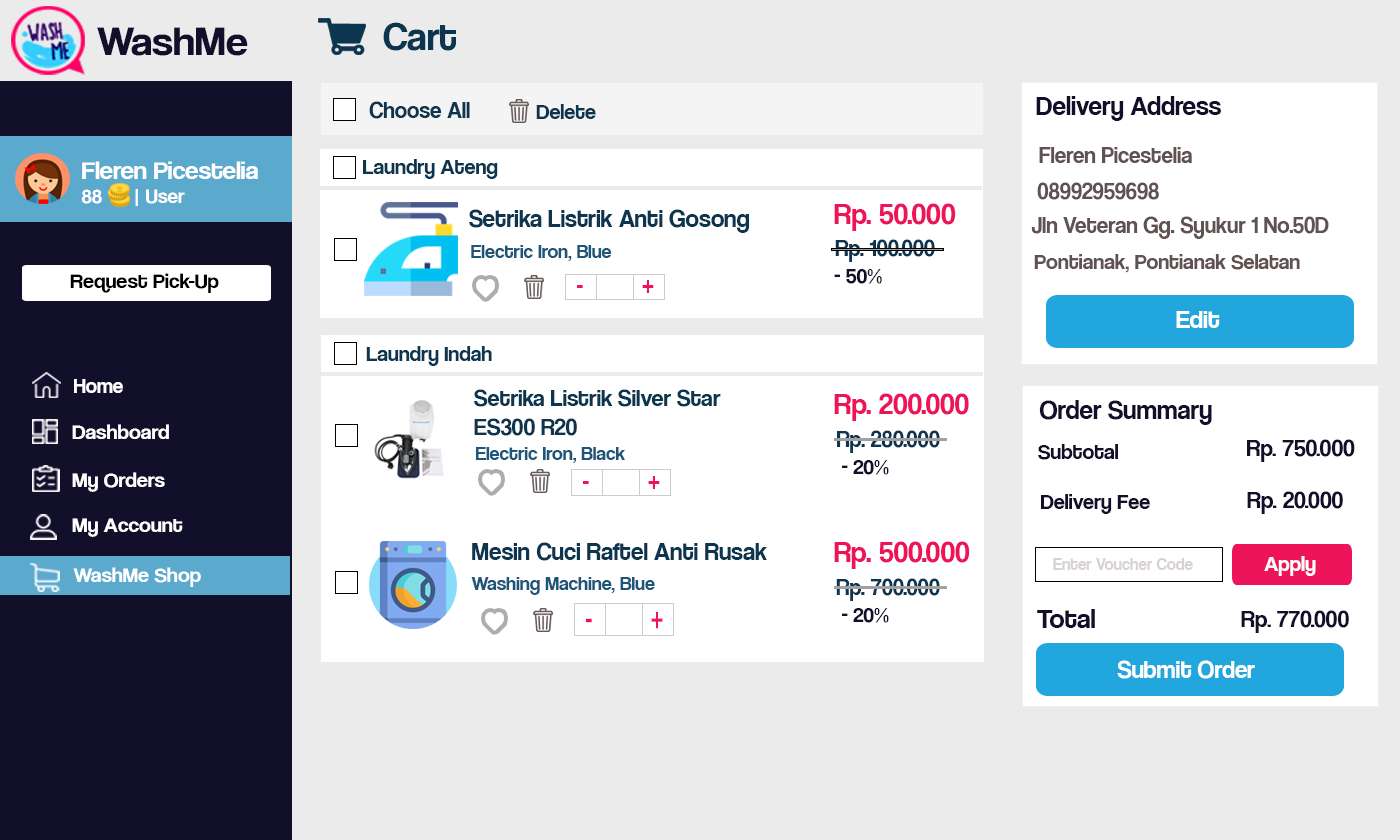 WASH
ME
WashMe
Cart
Fleren Picestelia
88 | User
Request Pick-Up
Home
Dashboard
My Orders
My Account
WashMe Shop
Choose All
Delete
Laundry Ateng
Setrika Listrik Anti Gosong
Electric Iron, Blue
- +
Rp. 50.000
Rp. 100.000
- 50%
Laundry Indah
Setrika Listrik Silver Star
ES300 R20
Electric Iron, Black
- +
Rp. 200.000
Rp. 280.000
- 20%
Mesin Cuci Raftel Anti Rusak
Washing Machine, Blue
- +
Rp. 500.000
Rp. 700.000
- 20%
Delivery Address
Fleren Picestelia
08992959698
Jln Veteran Gg. Syukur 1 No.50D
Pontianak, Pontianak Selatan
Edit
Order Summary
Subtotal Rp. 750.000
Delivery Fee Rp. 20.000
Enter Voucher Code Apply
Total Rp. 770.000
Submit Order